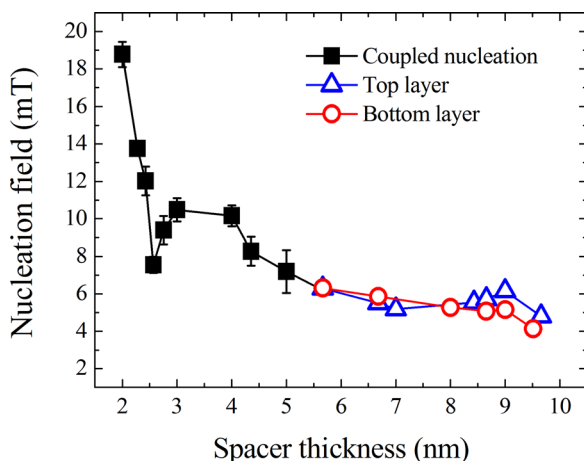 20
18
16
14
12
10
8
6
4
2
Nucleation field (mT)
Coupled nucleation
Top layer
Bottom layer
2 3 4 5 6 7 8 9 10
Spacer thickness (nm)